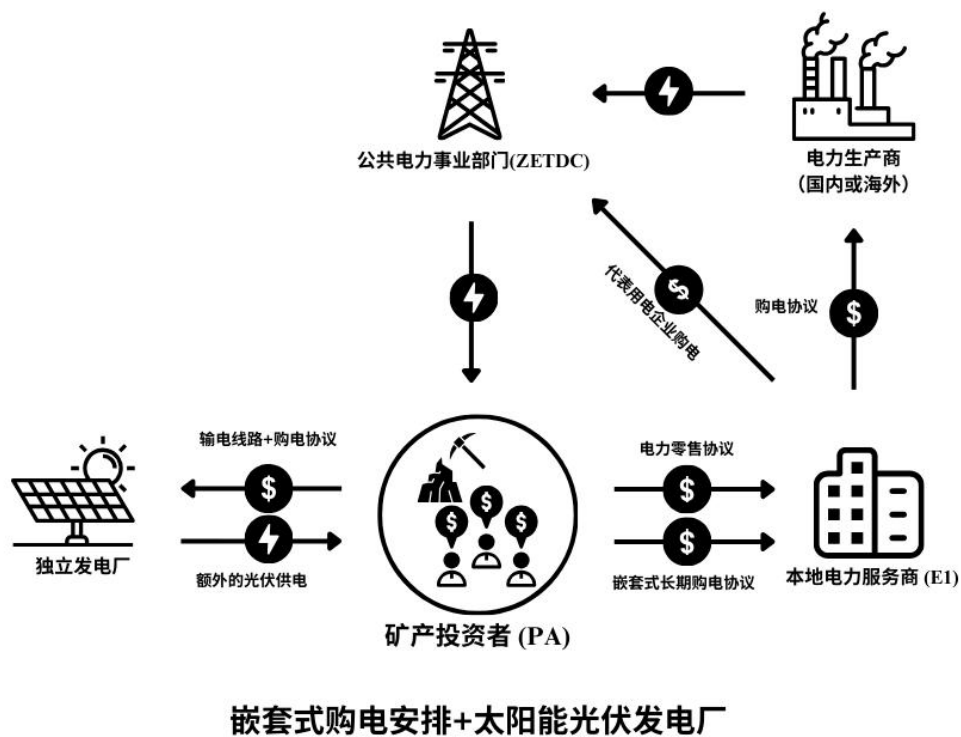 公共电力事业部门(ZETDC)
电力生产商
（国内或海外）
代表用电企业购电
购电协议
输电线路+购电协议
额外的光伏供电
独立发电厂
电力零售协议
嵌套式长期购电协议
本地电力服务商 (E1)
矿产投资者 (PA)
嵌套式购电安排+太阳能光伏发电厂